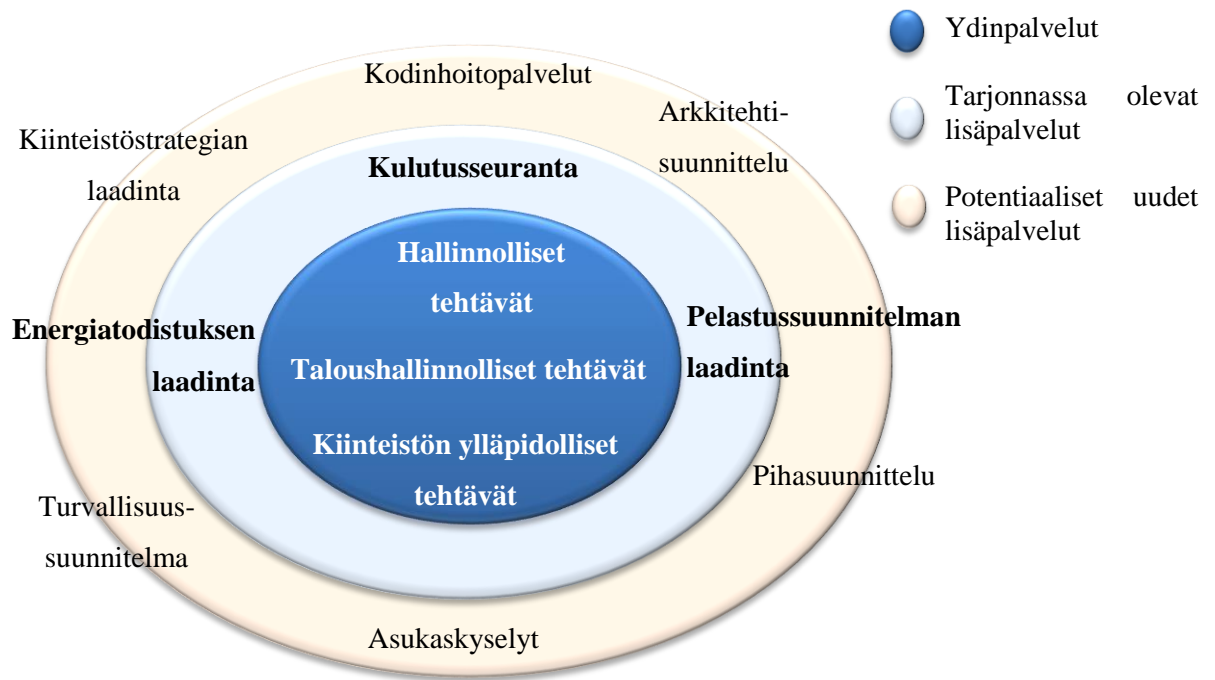 Ydinpalvelut
Tarjonnassa olevat
lisäpalvelut
Potentiaaliset uudet
lisäpalvelut
Kodinhoitopalvelut
Arkkitehti-
suunnittelu
Kiinteistöstrategian
laadinta
Kulutusseuranta
Hallinnolliset
tehtävät
Energiatodistuksen
laadinta
Taloushallinnolliset tehtävät
Pelastussuunnitelman
laadinta
Kiinteistön ylläpidolliset
tehtävät
Pihasuunnittelu
Turvallisuus-
suunnitelma
Asukaskyselyt